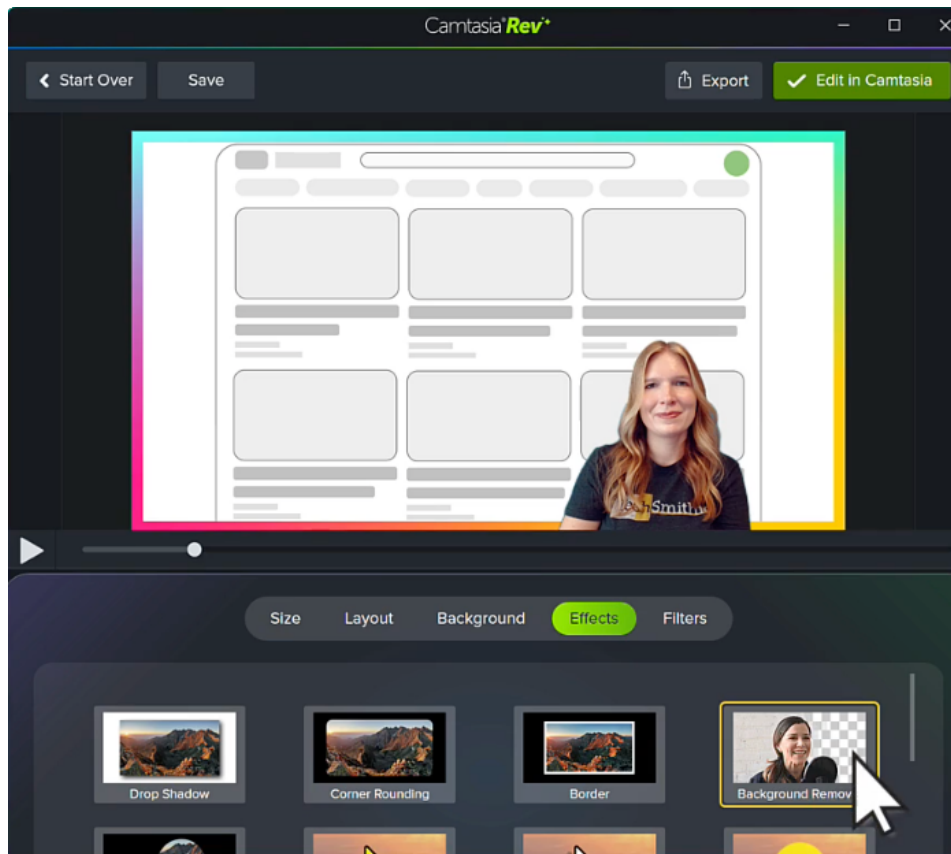 Camtasia® Rev
Start Over
Save
Export
Edit in Camtasia
Size
Layout
Background
Effects
Filters
Drop Shadow
Corner Rounding
Border
Background